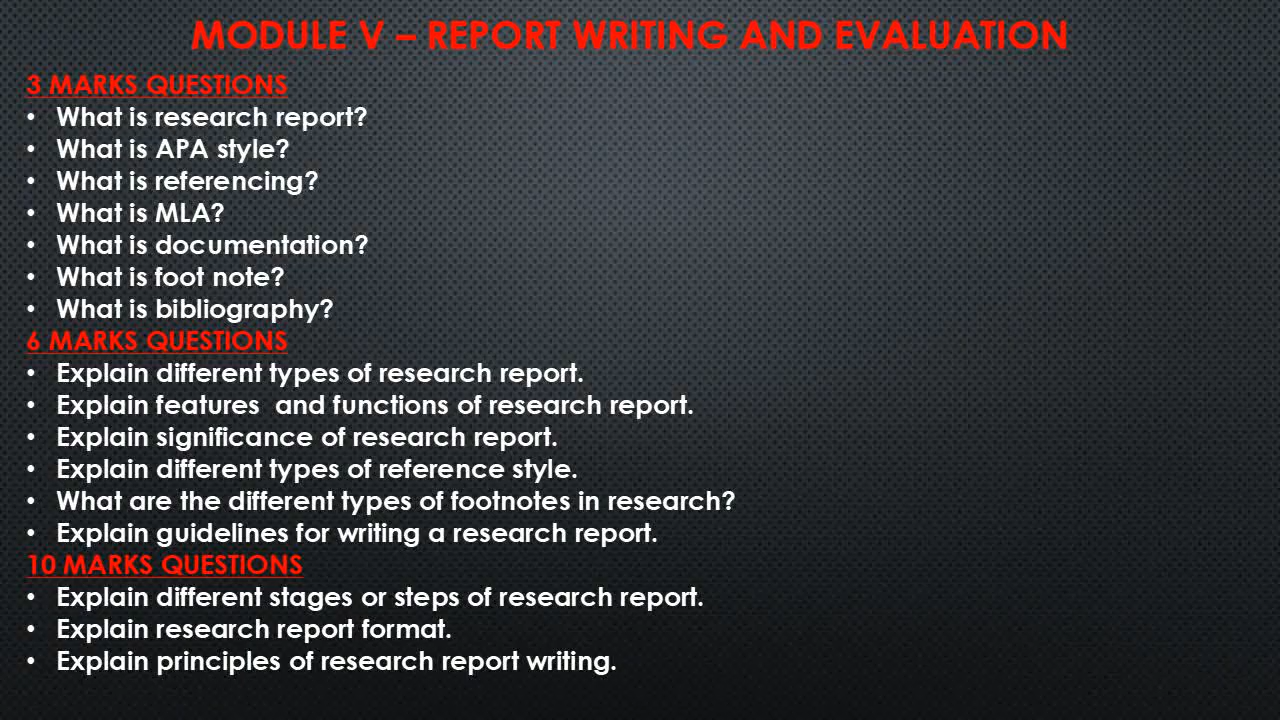 MODULE V – REPORT WRITING AND EVALUATION
3 MARKS QUESTIONS
• What is research report?
• What is APA style?
• What is referencing?
• What is MLA?
• What is documentation?
• What is foot note?
• What is bibliography?
6 MARKS QUESTIONS
• Explain different types of research report.
• Explain features  and functions of research report.
• Explain significance of research report.
• Explain different types of reference style.
• What are the different types of footnotes in research?
• Explain guidelines for writing a research report.
10 MARKS QUESTIONS
• Explain different stages or steps of research report.
• Explain research report format.
• Explain principles of research report writing.